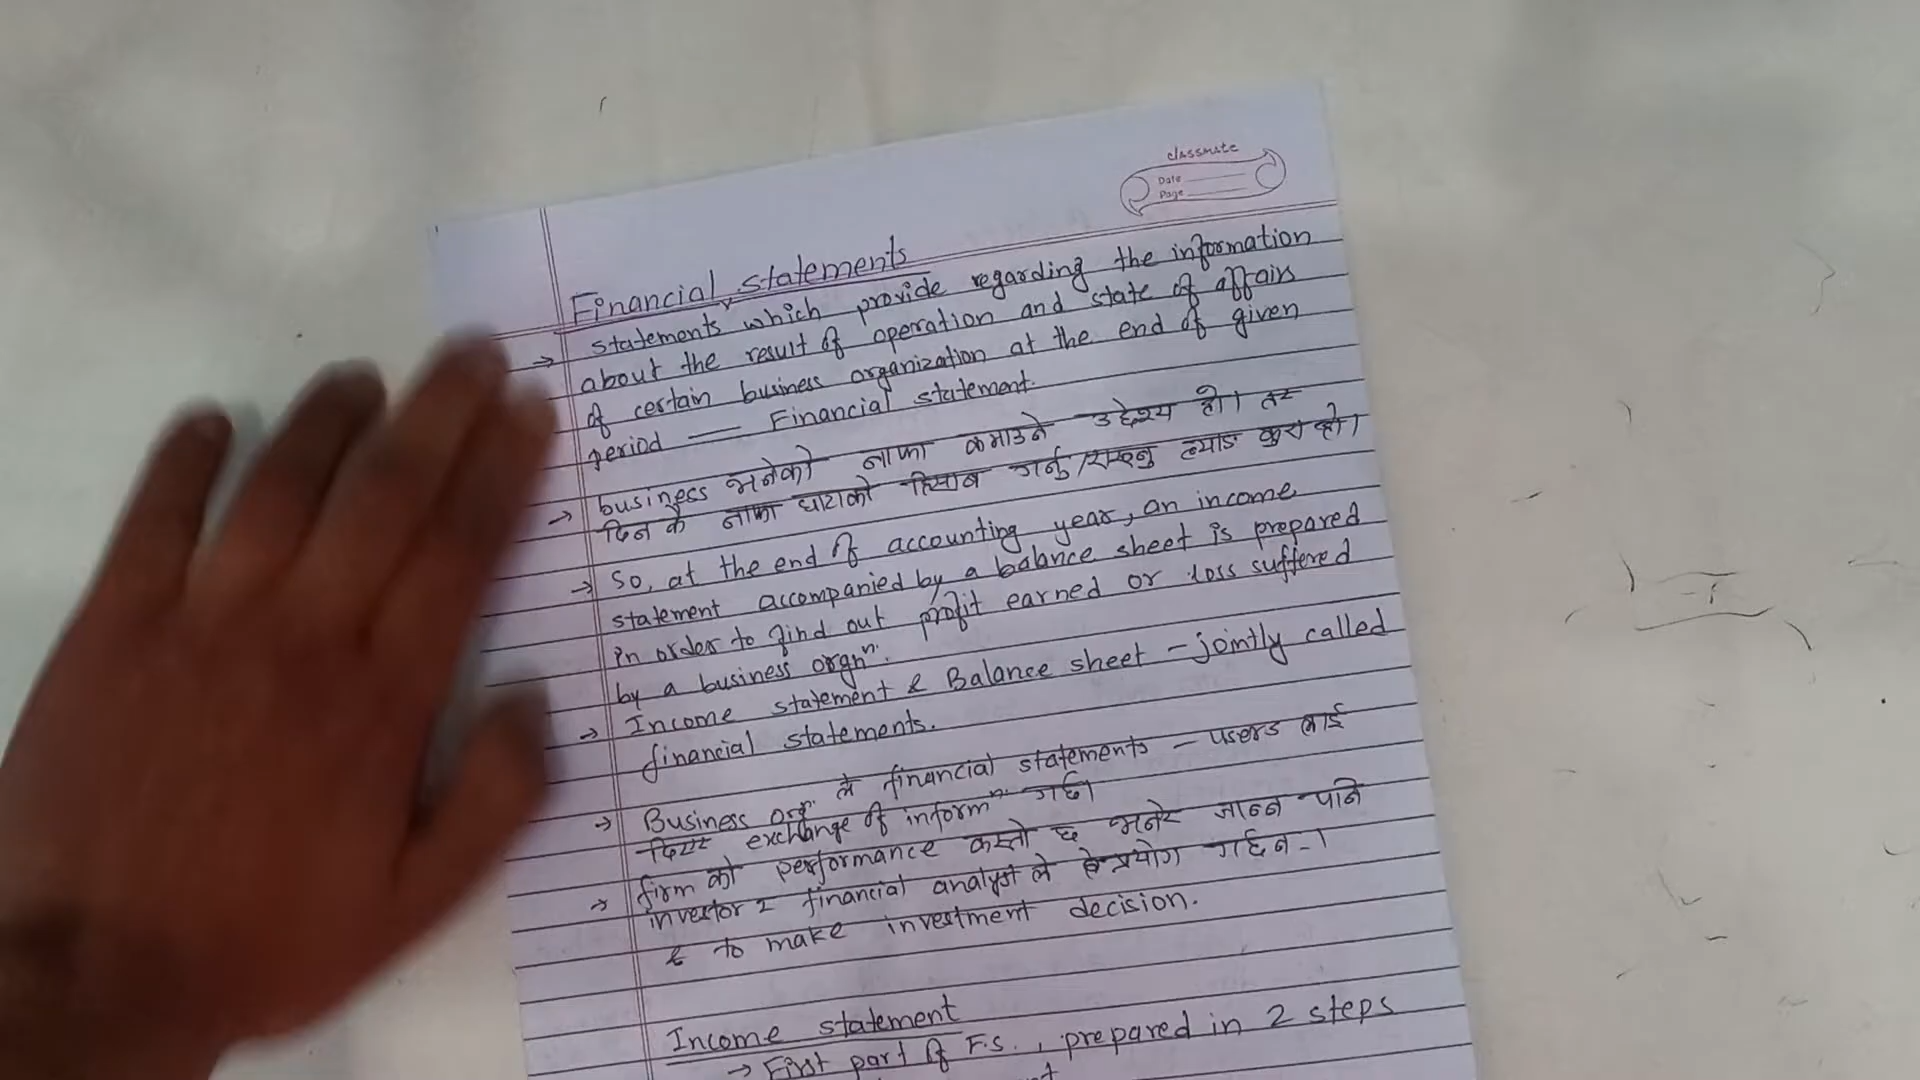 classmate
Date
Page
Financial statements
→ statements which provide regarding the information
about the result of operation and state of affairs
of certain business organization at the end of given
period — Financial statement.
→ business भनेको नाफा कमाउने उद्देश्य हो। तर
दिन कै नाफा घाटाको हिसाब गर्नु/राख्नु ल्याङ कुरा हो।
→ So, at the end of accounting year, an income
statement accompanied by a balance sheet is prepared
in order to find out profit earned or loss suffered
by a business orgnⁿ.
→ Income statement & Balance sheet - jointly called
financial statements.
→ Business orgⁿ ले financial statements - users लाई
दिएर exchange of informⁿ गर्छ।
→ firm को performance कस्तो छ भनेर जान्न पनि
investor र financial analyst ले प्रयोग गर्छन् ।
& to make investment decision.
Income statement
→ First part of F.S., prepared in 2 steps